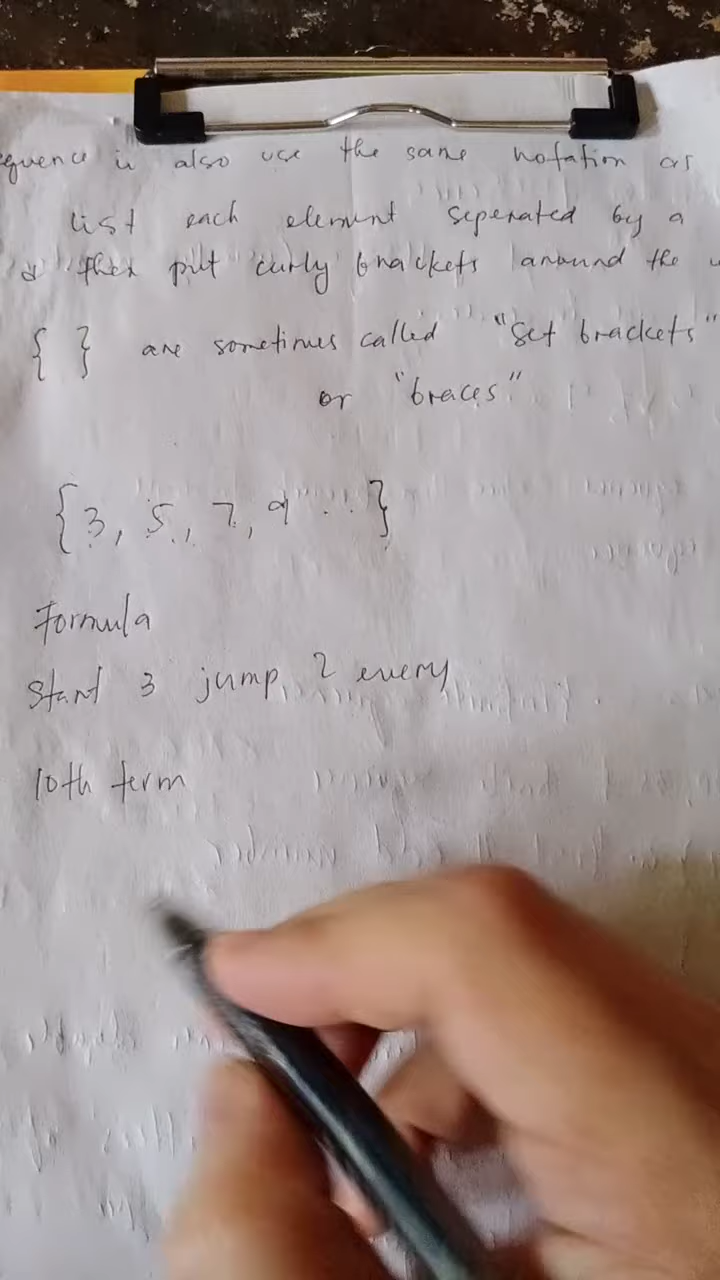 equence is also use the same notation as
list each element seperated by a
& then put curly brackets around the
{ } are sometimes called "Set brackets"
or "braces"
{3, 5, 7, 9 ...}
Formula
Start 3 jump 2 every
10th term